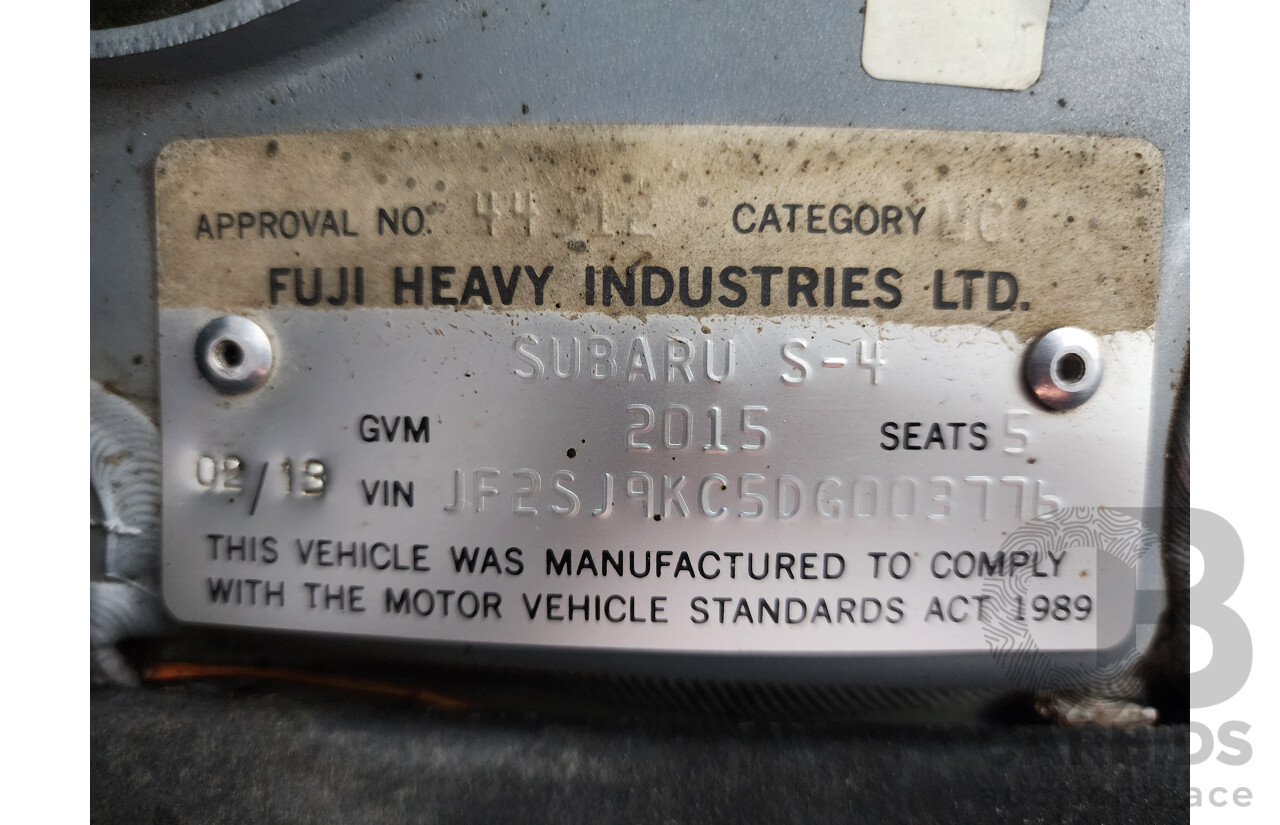 APPROVAL NO. 44312 CATEGORY
FUJI HEAVY INDUSTRIES LTD.
SUBARU S-4
GVM 2015 SEATS 5
02/13 VIN JF2SJ9KC5DG003776
THIS VEHICLE WAS MANUFACTURED TO COMPLY
WITH THE MOTOR VEHICLE STANDARDS ACT 1989